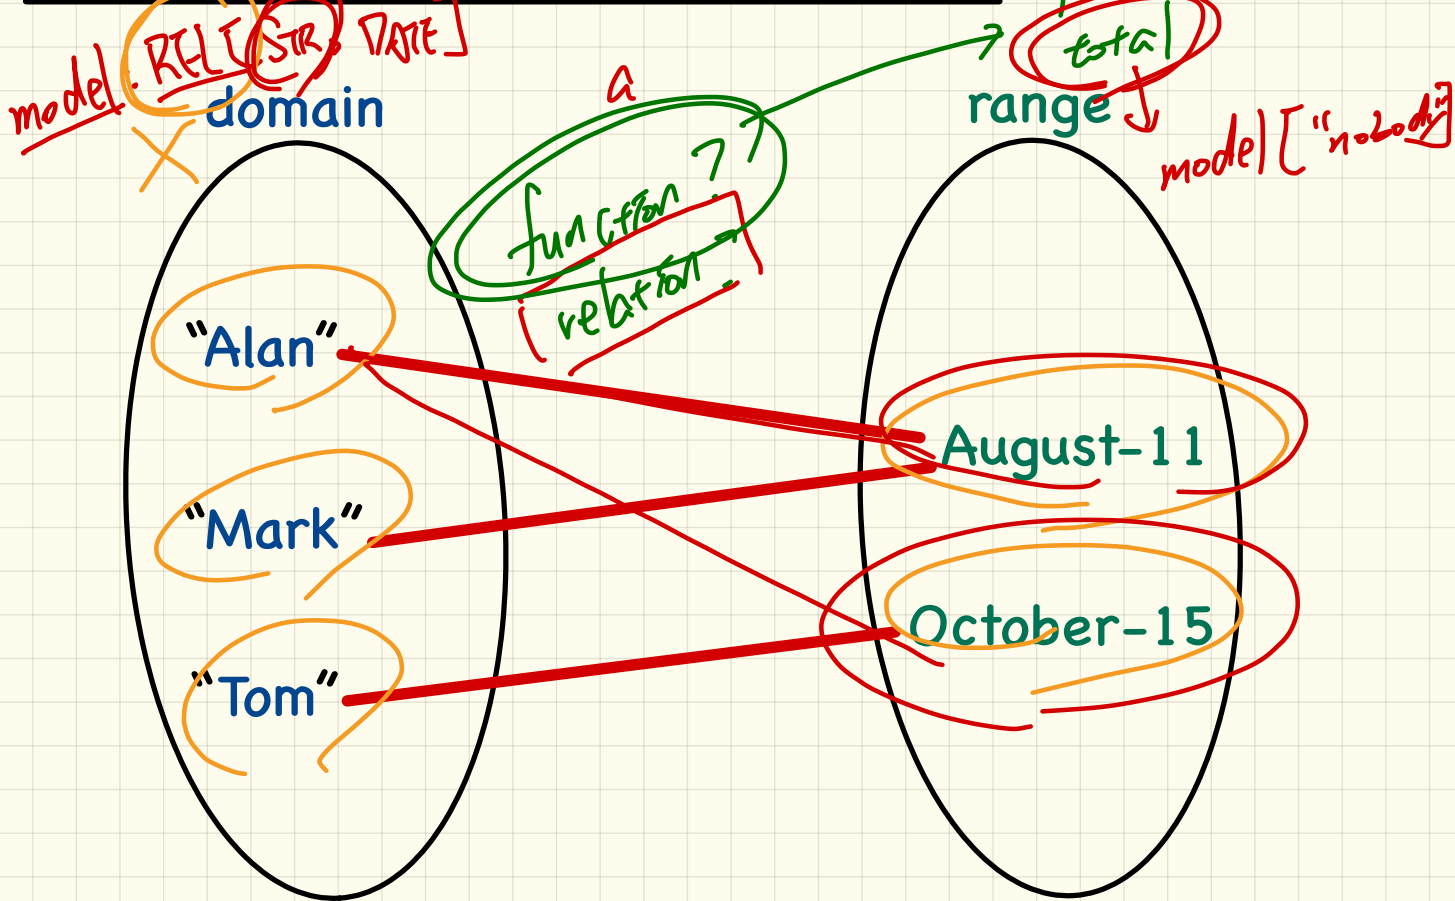 model : REL[STR, DATE]
total
domain
a
range
model["nobody"]
function ??
relation
"Alan"
August-11
"Mark"
"Tom"
October-15